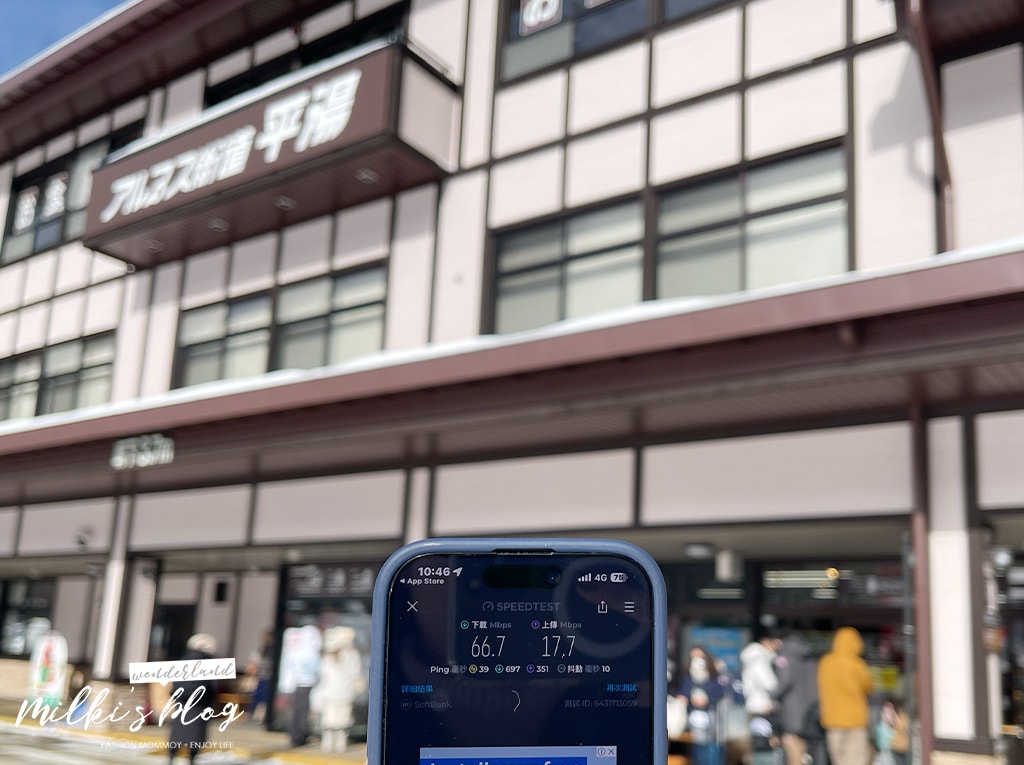 アルプス街道 平湯
10:46
4G 75
◂ App Store
SPEEDTEST
下載 Mbps 上傳 Mbps
66.7 17.7
Ping 毫秒 39 697 351 抖動 毫秒 10
詳細結果 再次測試
SoftBank
wonderland
Milki's blog
FASHION.MOMMOY + ENJOY LIFE